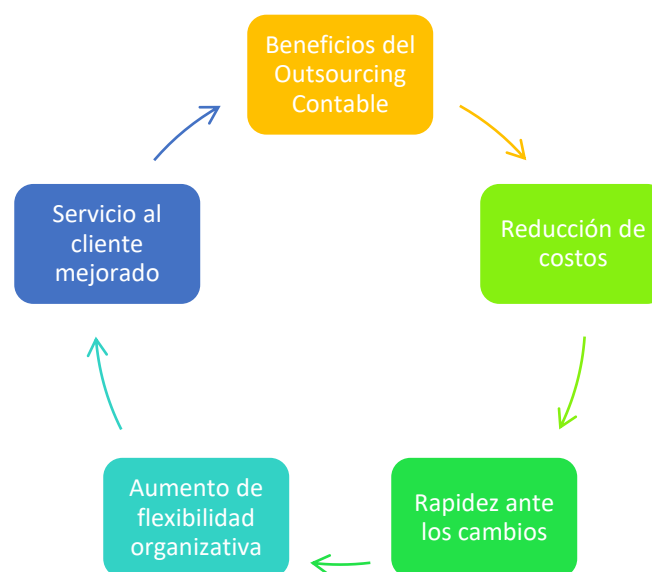 Beneficios del
Outsourcing
Contable
Reducción de
costos
Rapidez ante
los cambios
Aumento de
flexibilidad
organizativa
Servicio al
cliente
mejorado